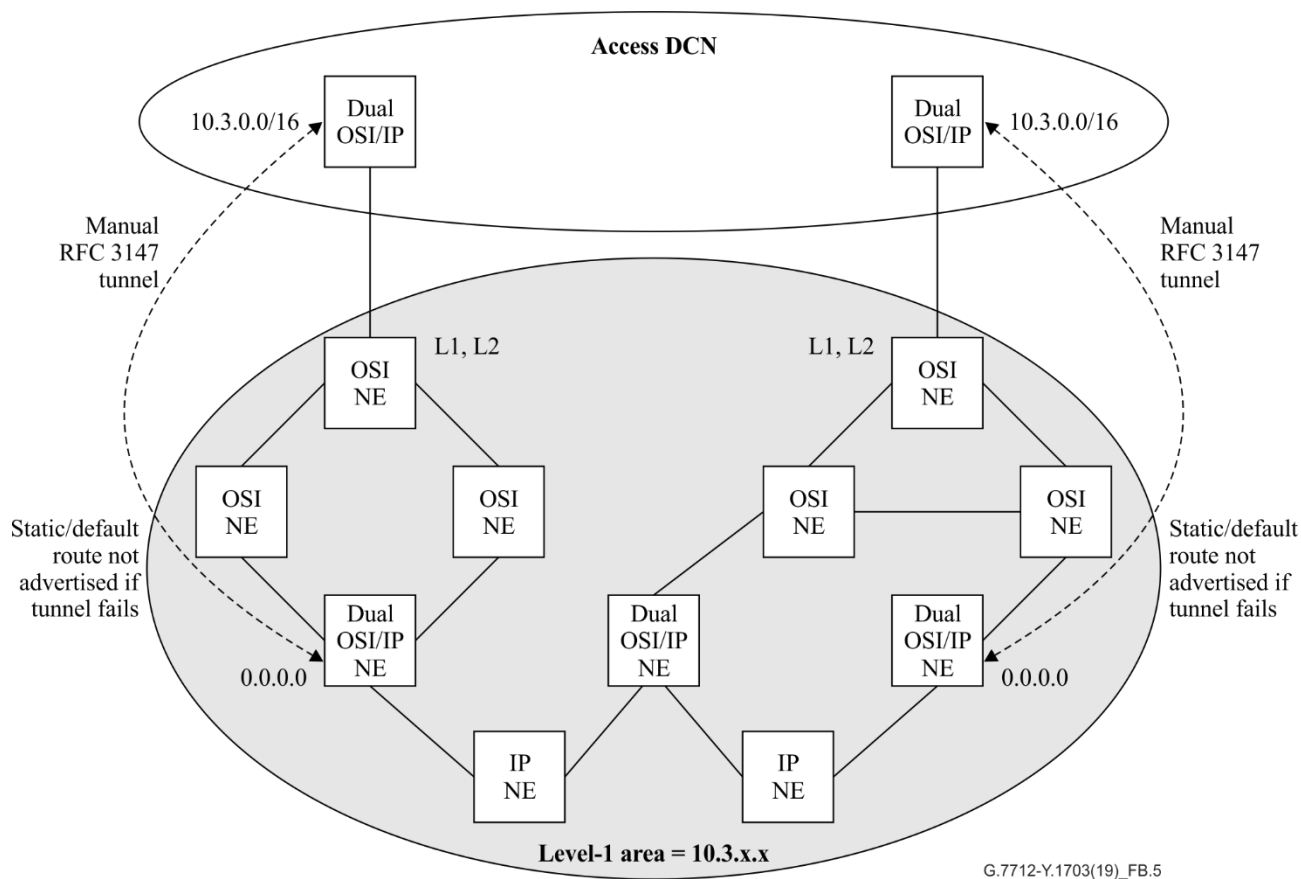 Access DCN
Dual
OSI/IP
10.3.0.0/16
Dual
OSI/IP
10.3.0.0/16
Manual
RFC 3147
tunnel
Manual
RFC 3147
tunnel
OSI
NE
L1, L2
L1, L2
OSI
NE
OSI
NE
OSI
NE
OSI
NE
OSI
NE
Static/default
route not
advertised if
tunnel fails
Static/default
route not
advertised if
tunnel fails
Dual
OSI/IP
NE
0.0.0.0
Dual
OSI/IP
NE
Dual
OSI/IP
NE
0.0.0.0
IP
NE
IP
NE
Level-1 area = 10.3.x.x
G.7712-Y.1703(19)_FB.5